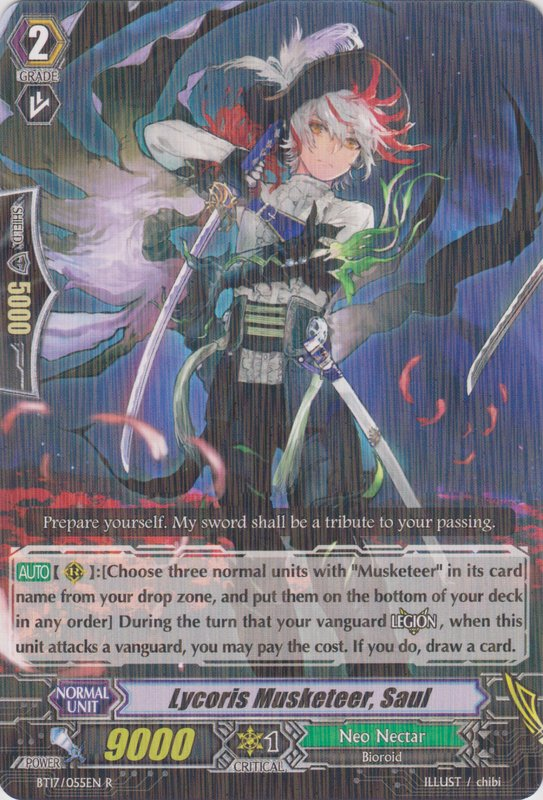 2
GRADE
SHIELD
5000
Prepare yourself. My sword shall be a tribute to your passing.
AUTO【 R 】:[Choose three normal units with "Musketeer" in its card
name from your drop zone, and put them on the bottom of your deck
in any order] During the turn that your vanguard LEGION, when this
unit attacks a vanguard, you may pay the cost. If you do, draw a card.
NORMAL
UNIT
Lycoris Musketeer, Saul
POWER
9000
1
CRITICAL
Neo Nectar
Bioroid
BT17/055EN R
ILLUST / chibi